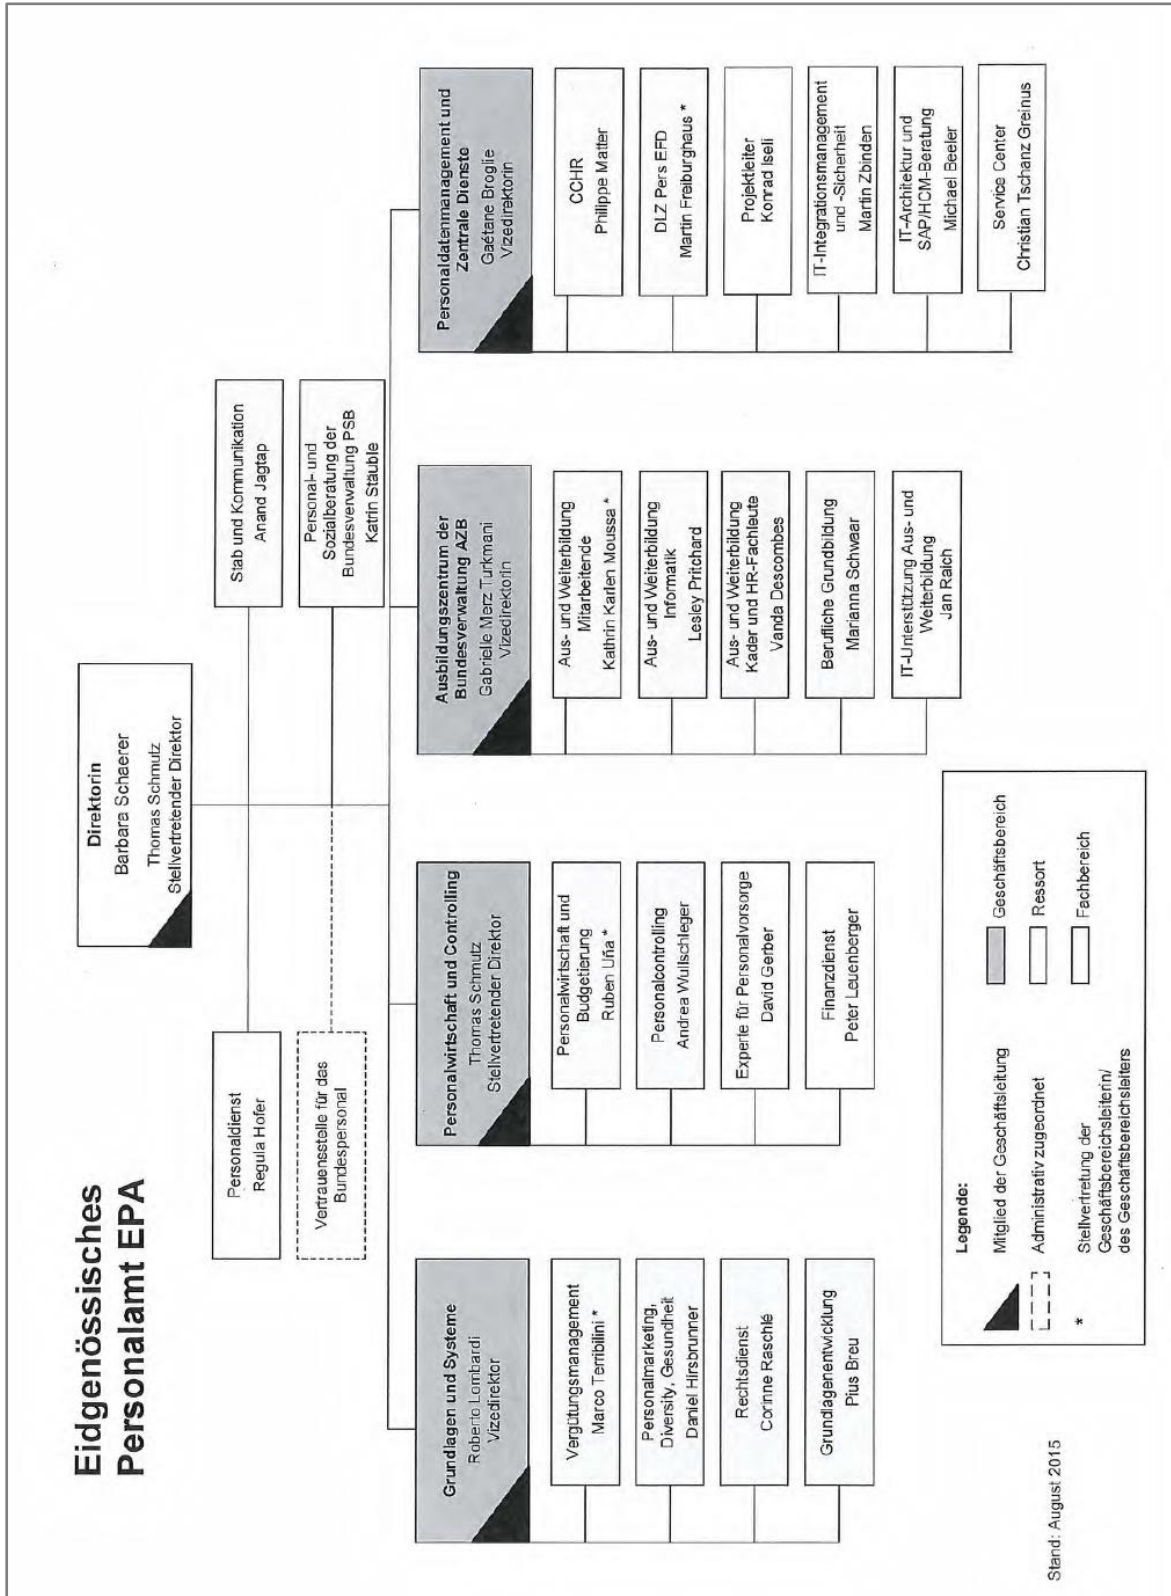 Eidgenössisches
Personalamt EPA
Direktorin
Barbara Schaerer
Thomas Schmutz
Stellvertretender Direktor
Personaldienst
Regula Hofer
Stab und Kommunikation
Anand Jagtap
Vertrauensstelle für das
Bundespersonal
Personal- und
Sozialberatung der
Bundesverwaltung PSB
Katrin Stäuble
Grundlagen und Systeme
Roberto Lombardi
Vizedirektor
Vergütungsmanagement
Marco Terribilini *
Personalmarketing,
Diversity, Gesundheit
Daniel Hirsbrunner
Rechtsdienst
Corinne Raschlé
Grundlagenentwicklung
Pius Breu
Personalwirtschaft und Controlling
Thomas Schmutz
Stellvertretender Direktor
Personalwirtschaft und
Budgetierung
Ruben Uña *
Personalcontrolling
Andrea Wullschleger
Experte für Personalvorsorge
David Gerber
Finanzdienst
Peter Leuenberger
Ausbildungszentrum der
Bundesverwaltung AZB
Gabrielle Merz Turkmani
Vizedirektorin
Aus- und Weiterbildung
Mitarbeitende
Kathrin Karlen Moussa *
Aus- und Weiterbildung
Informatik
Lesley Pritchard
Aus- und Weiterbildung
Kader und HR-Fachleute
Vanda Descombes
Berufliche Grundbildung
Marianna Schwaar
IT-Unterstützung Aus- und
Weiterbildung
Jan Raich
Personaldatenmanagement und
Zentrale Dienste
Gaétane Broglie
Vizedirektorin
CCHR
Philippe Matter
DLZ Pers EFD
Martin Freiburghaus *
Projektleiter
Konrad Iseli
IT-Integrationsmanagement
und -Sicherheit
Martin Zbinden
IT-Architektur und
SAP/HCM-Beratung
Michael Beeler
Service Center
Christian Tschanz Greinus
Legende:
Mitglied der Geschäftsleitung
Administrativ zugeordnet
* Stellvertretung der
Geschäftsbereichsleiterin/
des Geschäftsbereichsleiters
Geschäftsbereich
Ressort
Fachbereich
Stand: August 2015